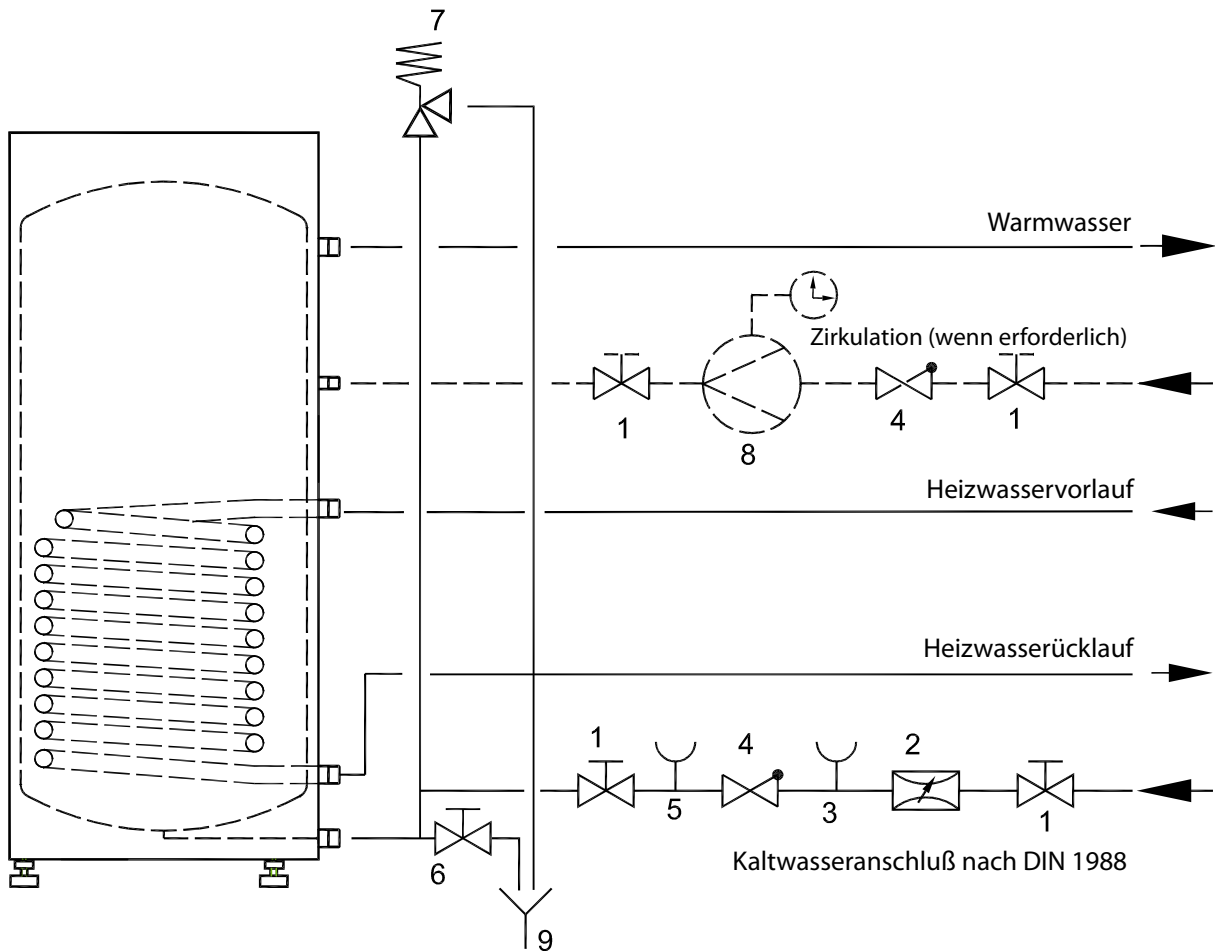 7
Warmwasser
Zirkulation (wenn erforderlich)
1
8
4
1
Heizwasservorlauf
Heizwasserücklauf
1
5
4
3
2
1
6
Kaltwasseranschluß nach DIN 1988
9